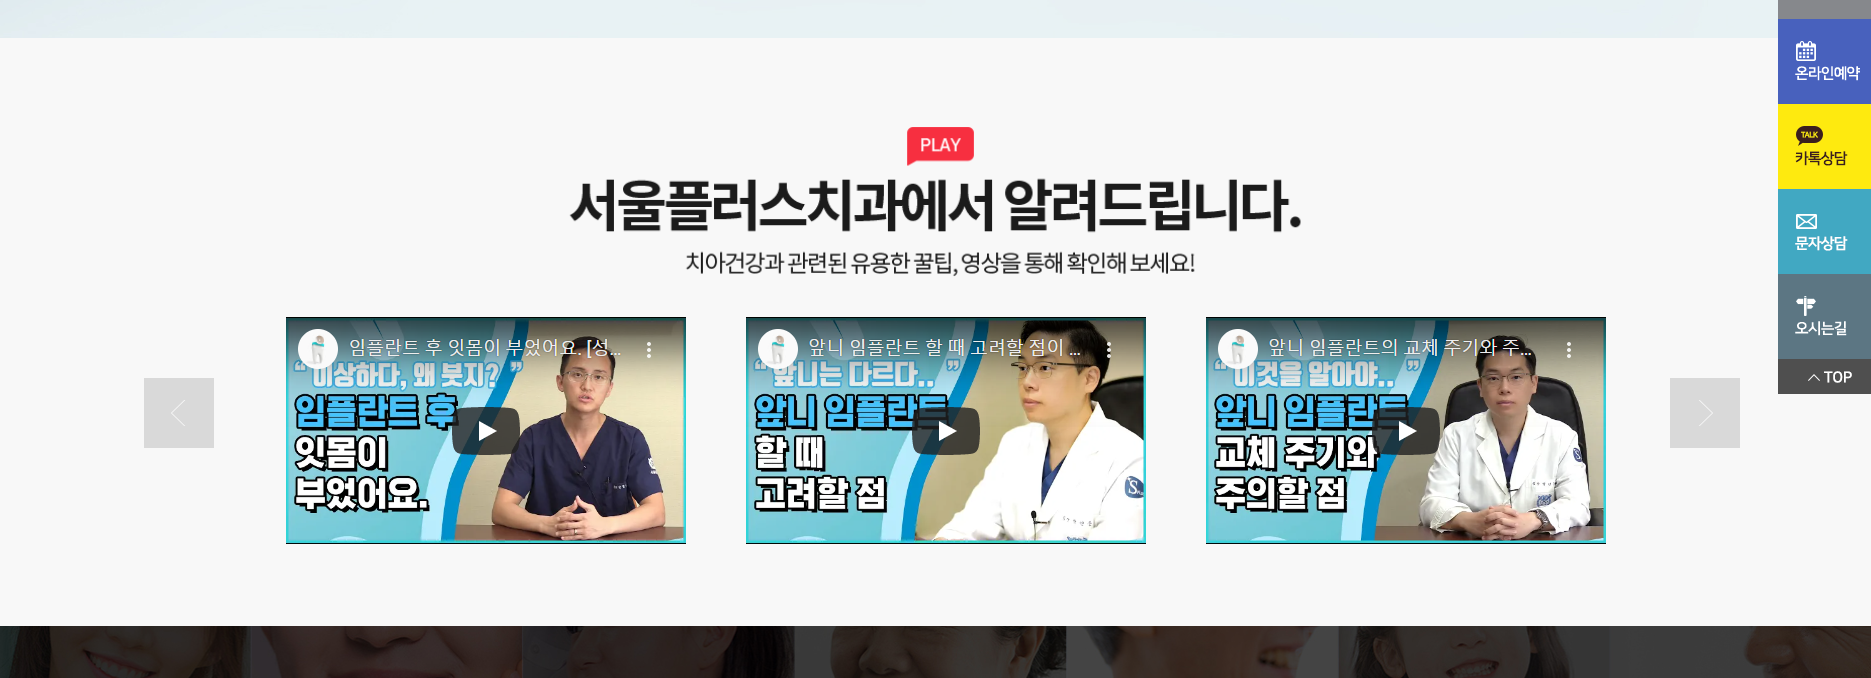 PLAY
서울플러스치과에서 알려드립니다.
치아건강과 관련된 유용한 꿀팁, 영상을 통해 확인해 보세요!
임플란트 후 잇몸이 부었어요. [성...
“ 이상하다, 왜 붓지? ”
임플란트 후
잇몸이
부었어요.
앞니 임플란트 할 때 고려할 점이 ...
“ 앞니는 다르다.. ”
앞니 임플란트
할 때
고려할 점
앞니 임플란트의 교체 주기와 주...
“ 이것을 알아야.. ”
앞니 임플란트
교체 주기와
주의할 점
온라인예약
TALK
카톡상담
문자상담
오시는길
TOP